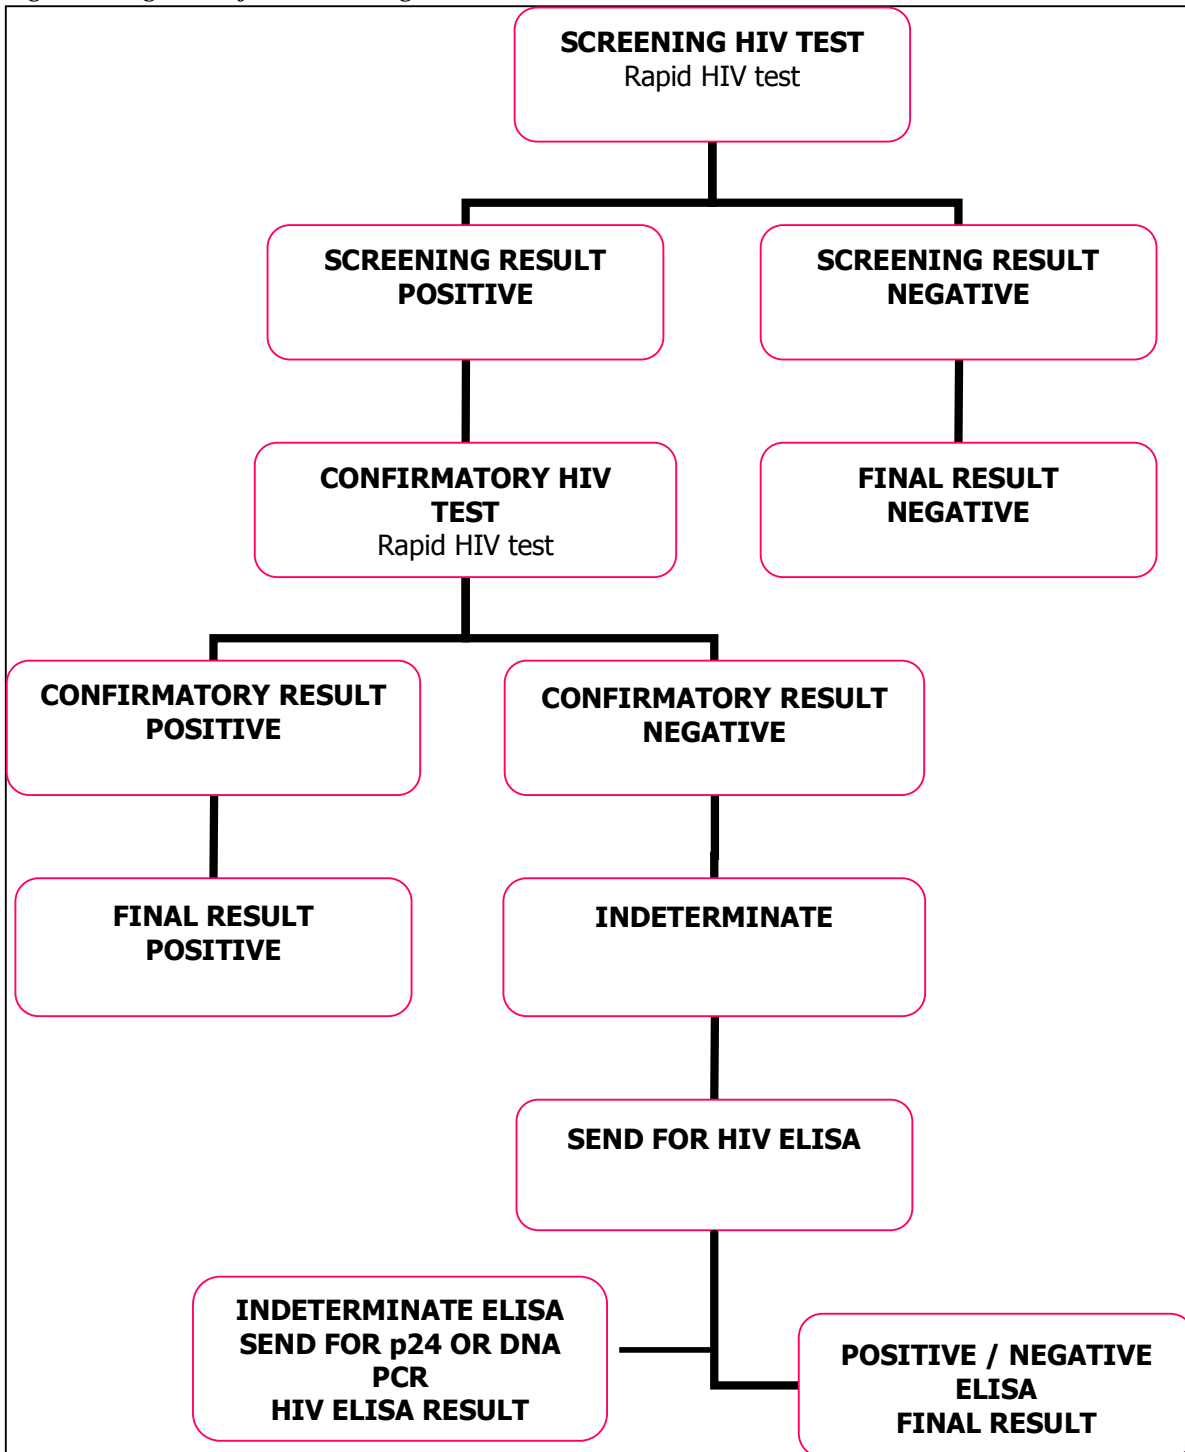 SCREENING HIV TEST
Rapid HIV test
SCREENING RESULT
POSITIVE
SCREENING RESULT
NEGATIVE
CONFIRMATORY HIV
TEST
Rapid HIV test
FINAL RESULT
NEGATIVE
CONFIRMATORY RESULT
POSITIVE
CONFIRMATORY RESULT
NEGATIVE
FINAL RESULT
POSITIVE
INDETERMINATE
SEND FOR HIV ELISA
INDETERMINATE ELISA
SEND FOR p24 OR DNA
PCR
HIV ELISA RESULT
POSITIVE / NEGATIVE
ELISA
FINAL RESULT